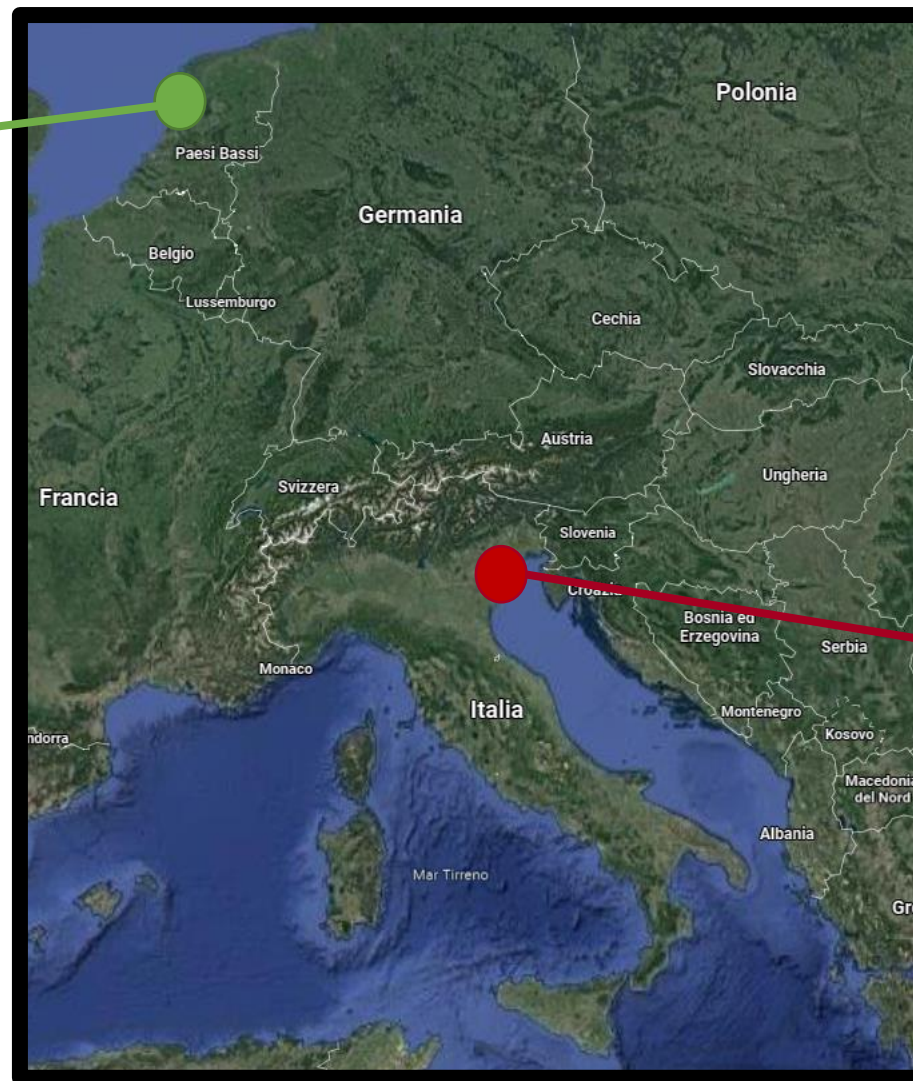 Polonia
Paesi Bassi
Germania
Belgio
Lussemburgo
Cechia
Slovacchia
Austria
Ungheria
Svizzera
Francia
Slovenia
Croazia
Bosnia ed
Erzegovina
Serbia
Monaco
Italia
Montenegro
Kosovo
ndorra
Macedonia
del Nord
Albania
Mar Tirreno
Gr